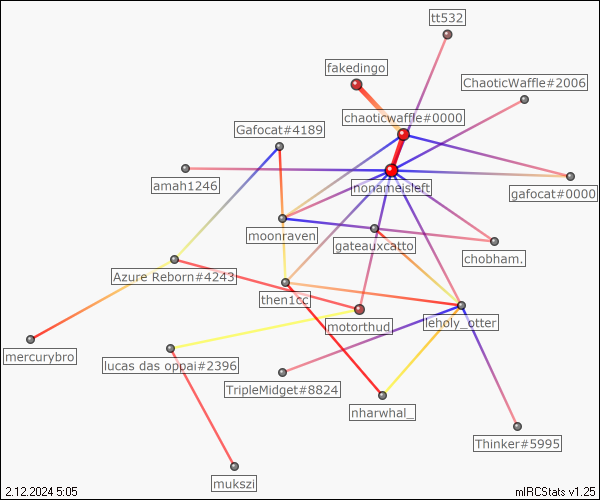 tt532
fakedingo
ChaoticWaffle#2006
chaoticwaffle#0000
Gafocat#4189
amah1246
nonameisleft
gafocat#0000
moonraven
gateauxcatto
chobham.
Azure Reborn#4243
then1cc
motorthud_
leholy_otter
mercurybro
lucas das oppai#2396
TripleMidget#8824
nharwhal_
Thinker#5995
mukszi
2.12.2024 5:05
mIRCStats v1.25